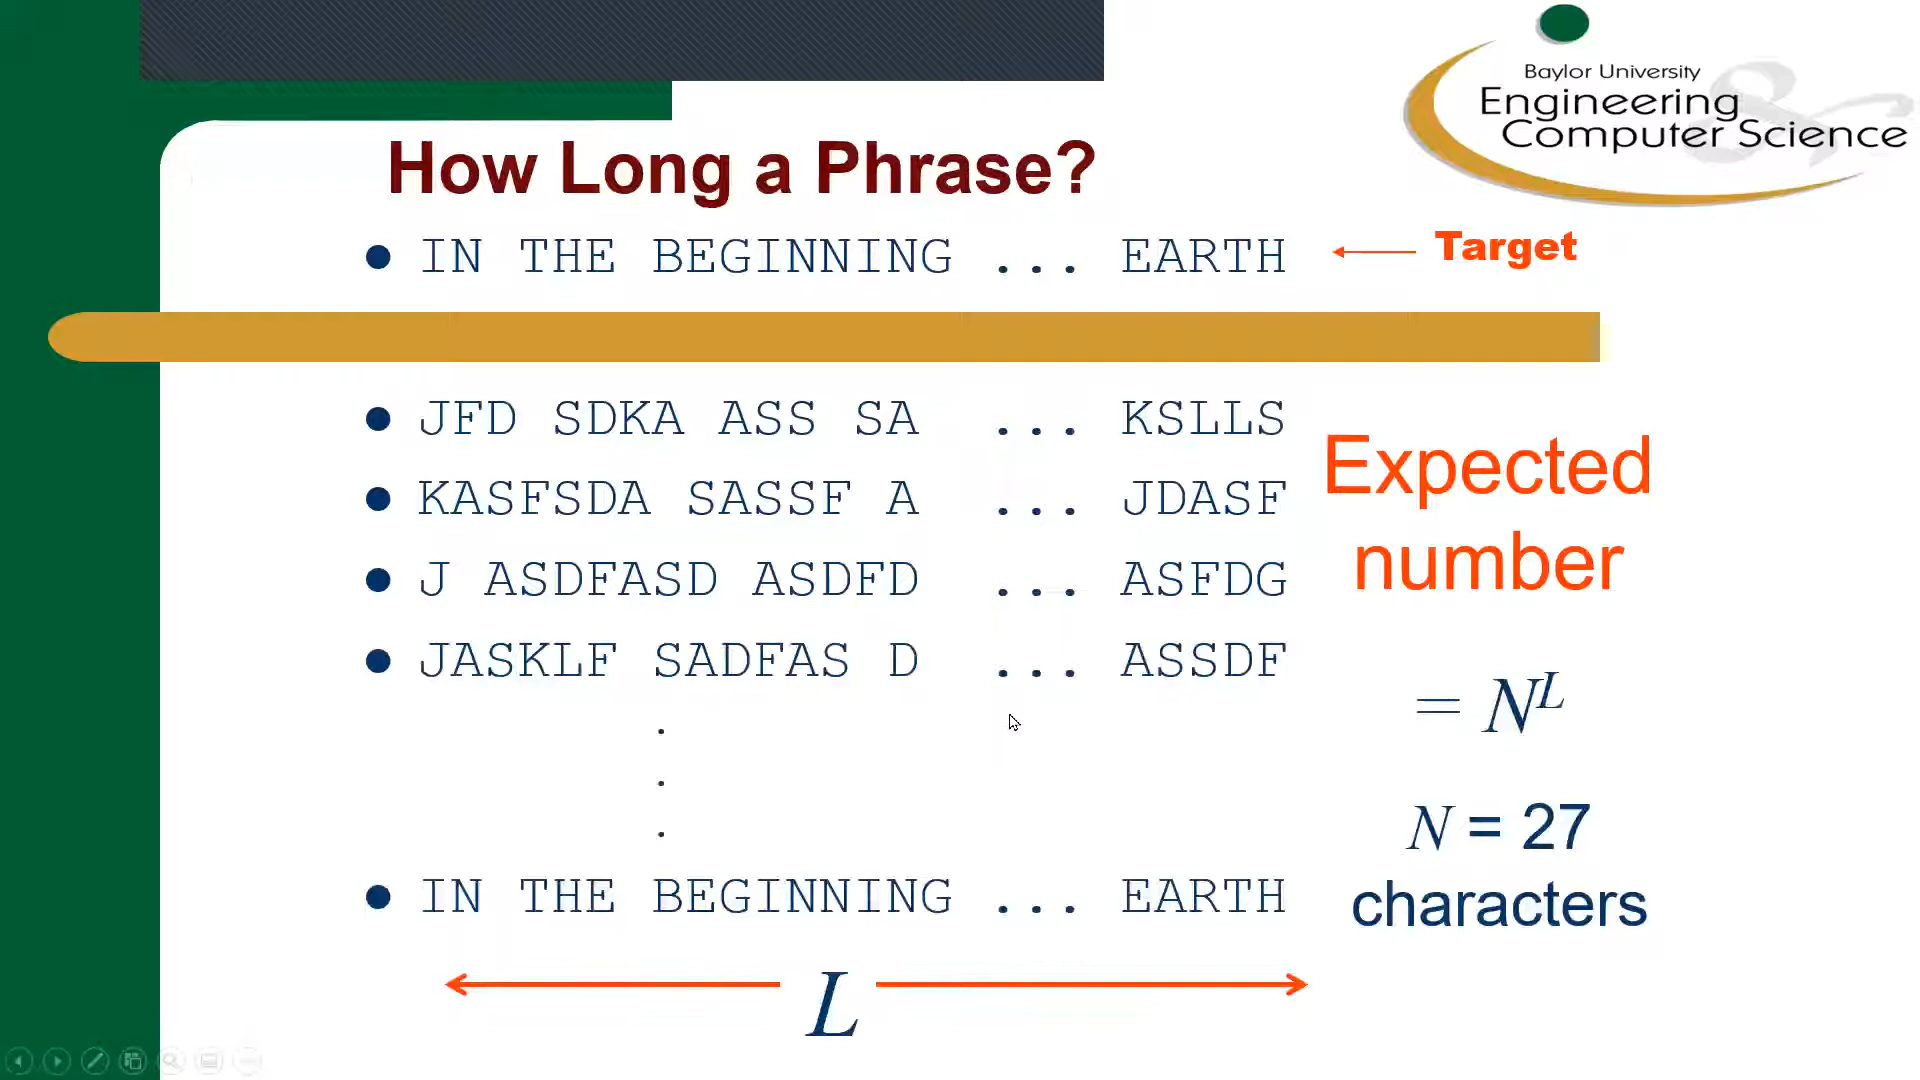 Baylor University
Engineering &
Computer Science
How Long a Phrase?
• IN THE BEGINNING ... EARTH ← Target
• JFD SDKA ASS SA ... KSLLS
• KASFSDA SASSF A ... JDASF
• J ASDFASD ASDFD ... ASFDG
• JASKLF SADFAS D ... ASSDF
.
.
.
• IN THE BEGINNING ... EARTH
L
Expected
number
= N^L
N = 27
characters